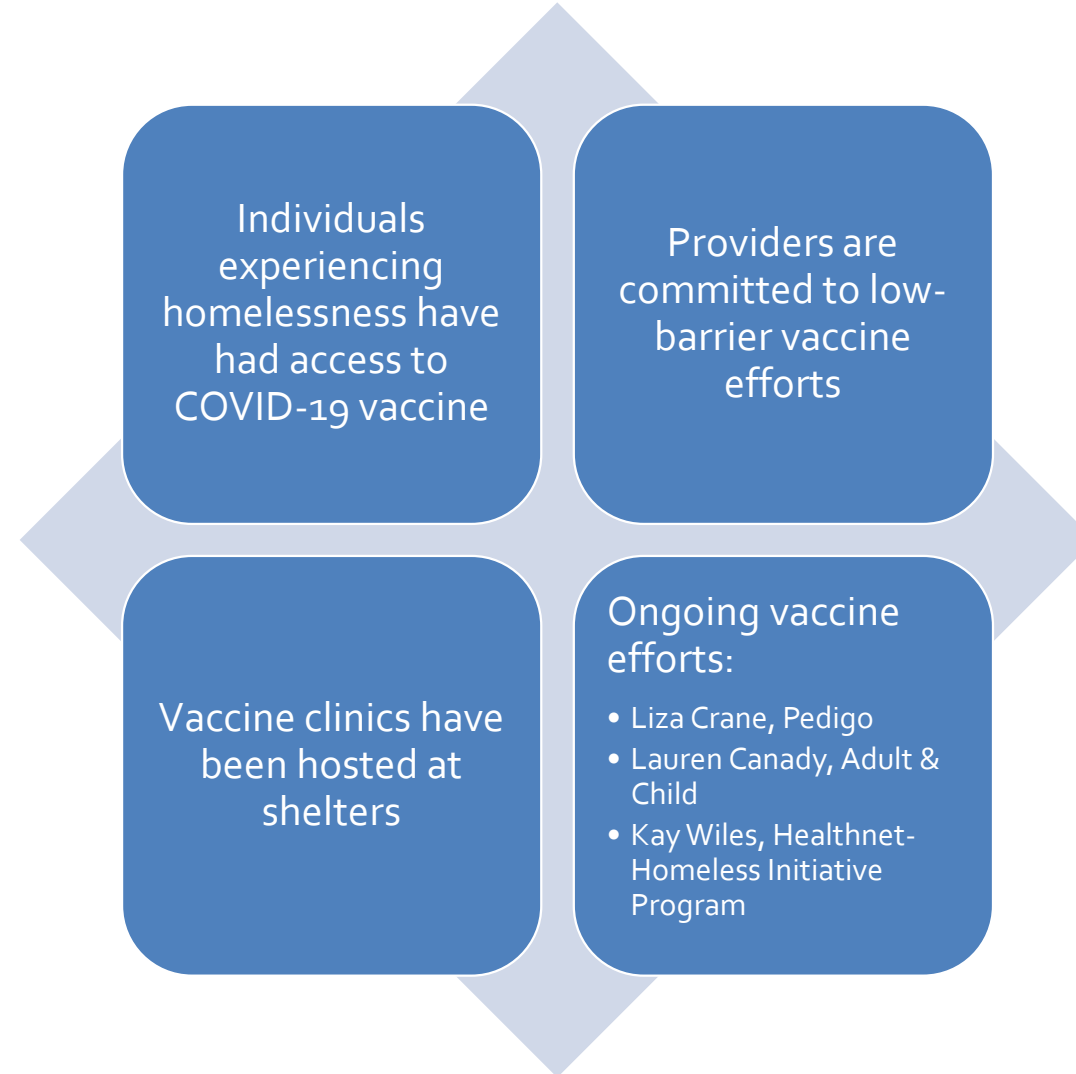 Individuals
experiencing
homelessness have
had access to
COVID-19 vaccine
Providers are
committed to low-
barrier vaccine
efforts
Vaccine clinics have
been hosted at
shelters
Ongoing vaccine
efforts:
• Liza Crane, Pedigo
• Lauren Canady, Adult &
Child
• Kay Wiles, Healthnet-
Homeless Initiative
Program